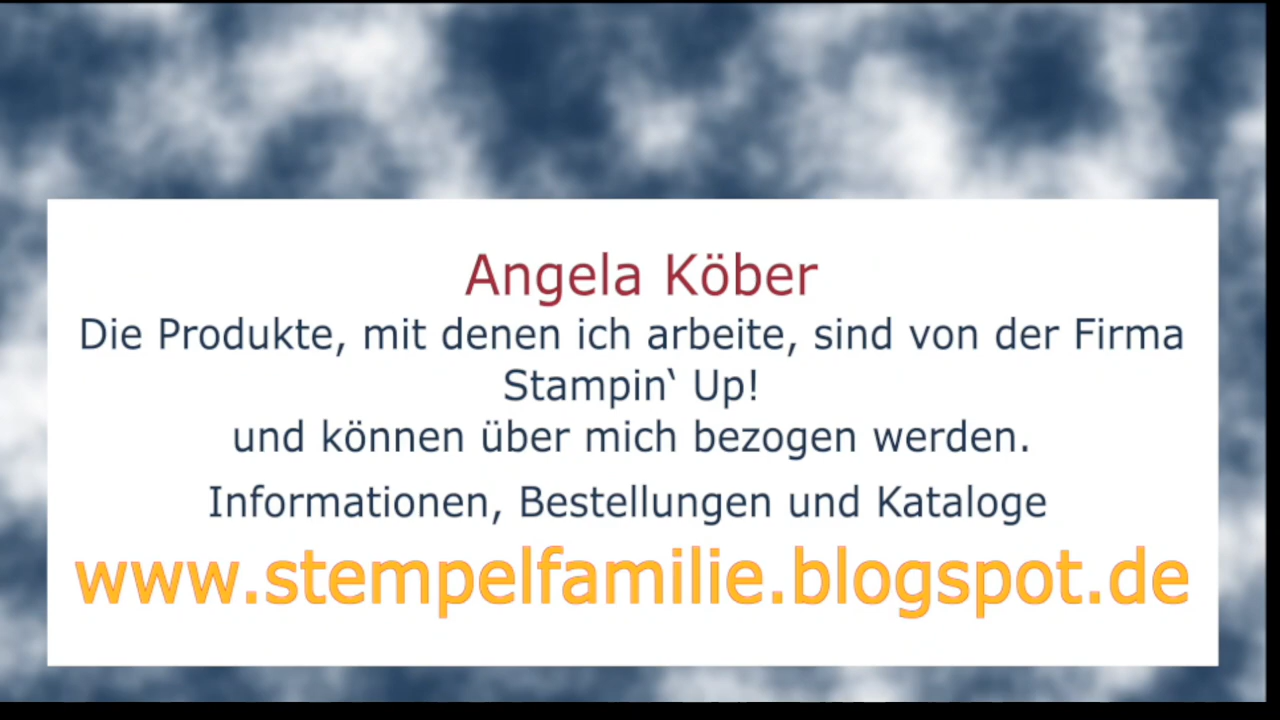 Angela Köber
Die Produkte, mit denen ich arbeite, sind von der Firma
Stampin‘ Up!
und können über mich bezogen werden.
Informationen, Bestellungen und Kataloge
www.stempelfamilie.blogspot.de